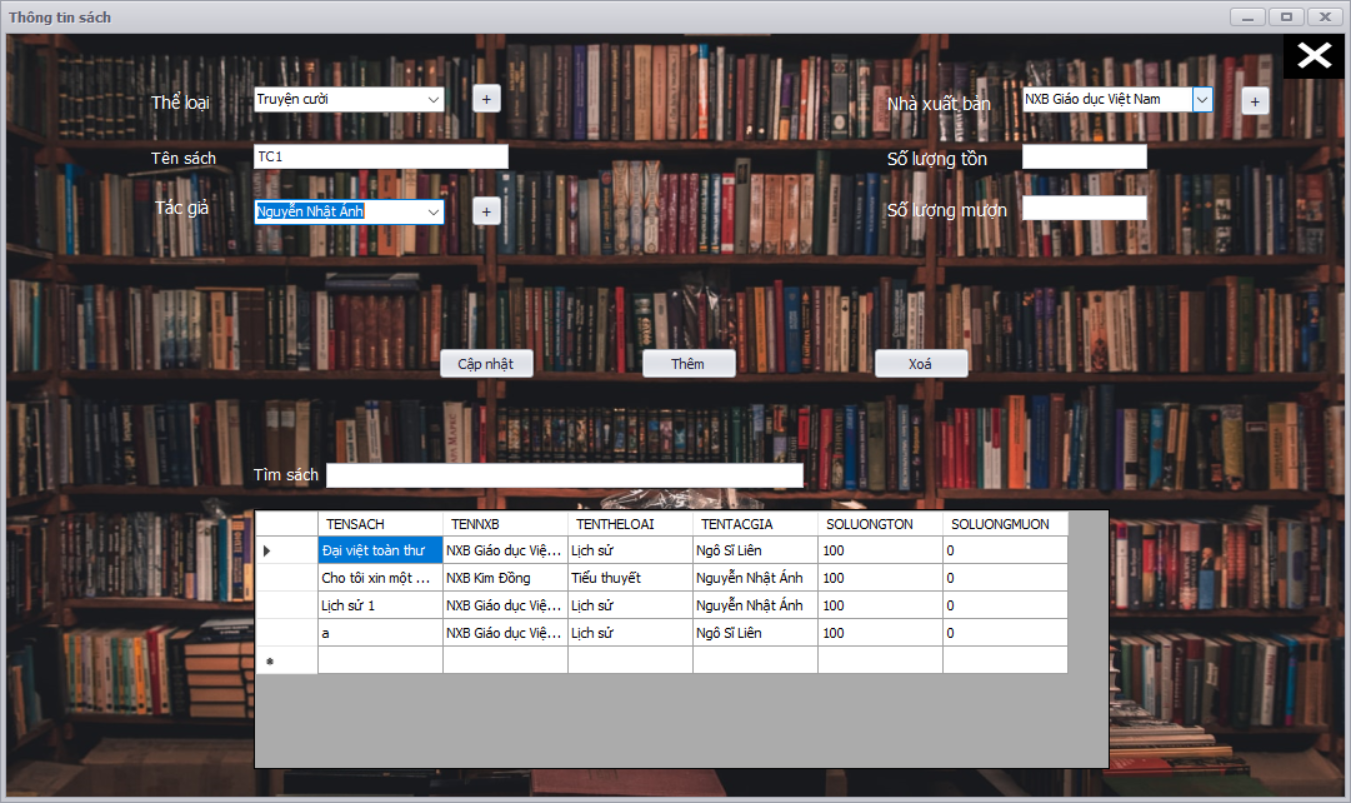 Thông tin sách
Thể loại
Truyện cười
+
Nhà xuất bản
NXB Giáo dục Việt Nam
+
Tên sách
TC1
Số lượng tồn
Tác giả
Nguyễn Nhật Ánh
+
Số lượng mượn
Cập nhật
Thêm
Xoá
Tìm sách
TENSACH TENNXB TENTHELOAI TENTACGIA SOLUONGTON SOLUONGMUON
Đại việt toàn thư NXB Giáo dục Việ... Lịch sử Ngô Sĩ Liên 100 0
Cho tôi xin một ... NXB Kim Đồng Tiểu thuyết Nguyễn Nhật Ánh 100 0
Lịch sử 1 NXB Giáo dục Việ... Lịch sử Nguyễn Nhật Ánh 100 0
a NXB Giáo dục Việ... Lịch sử Ngô Sĩ Liên 100 0